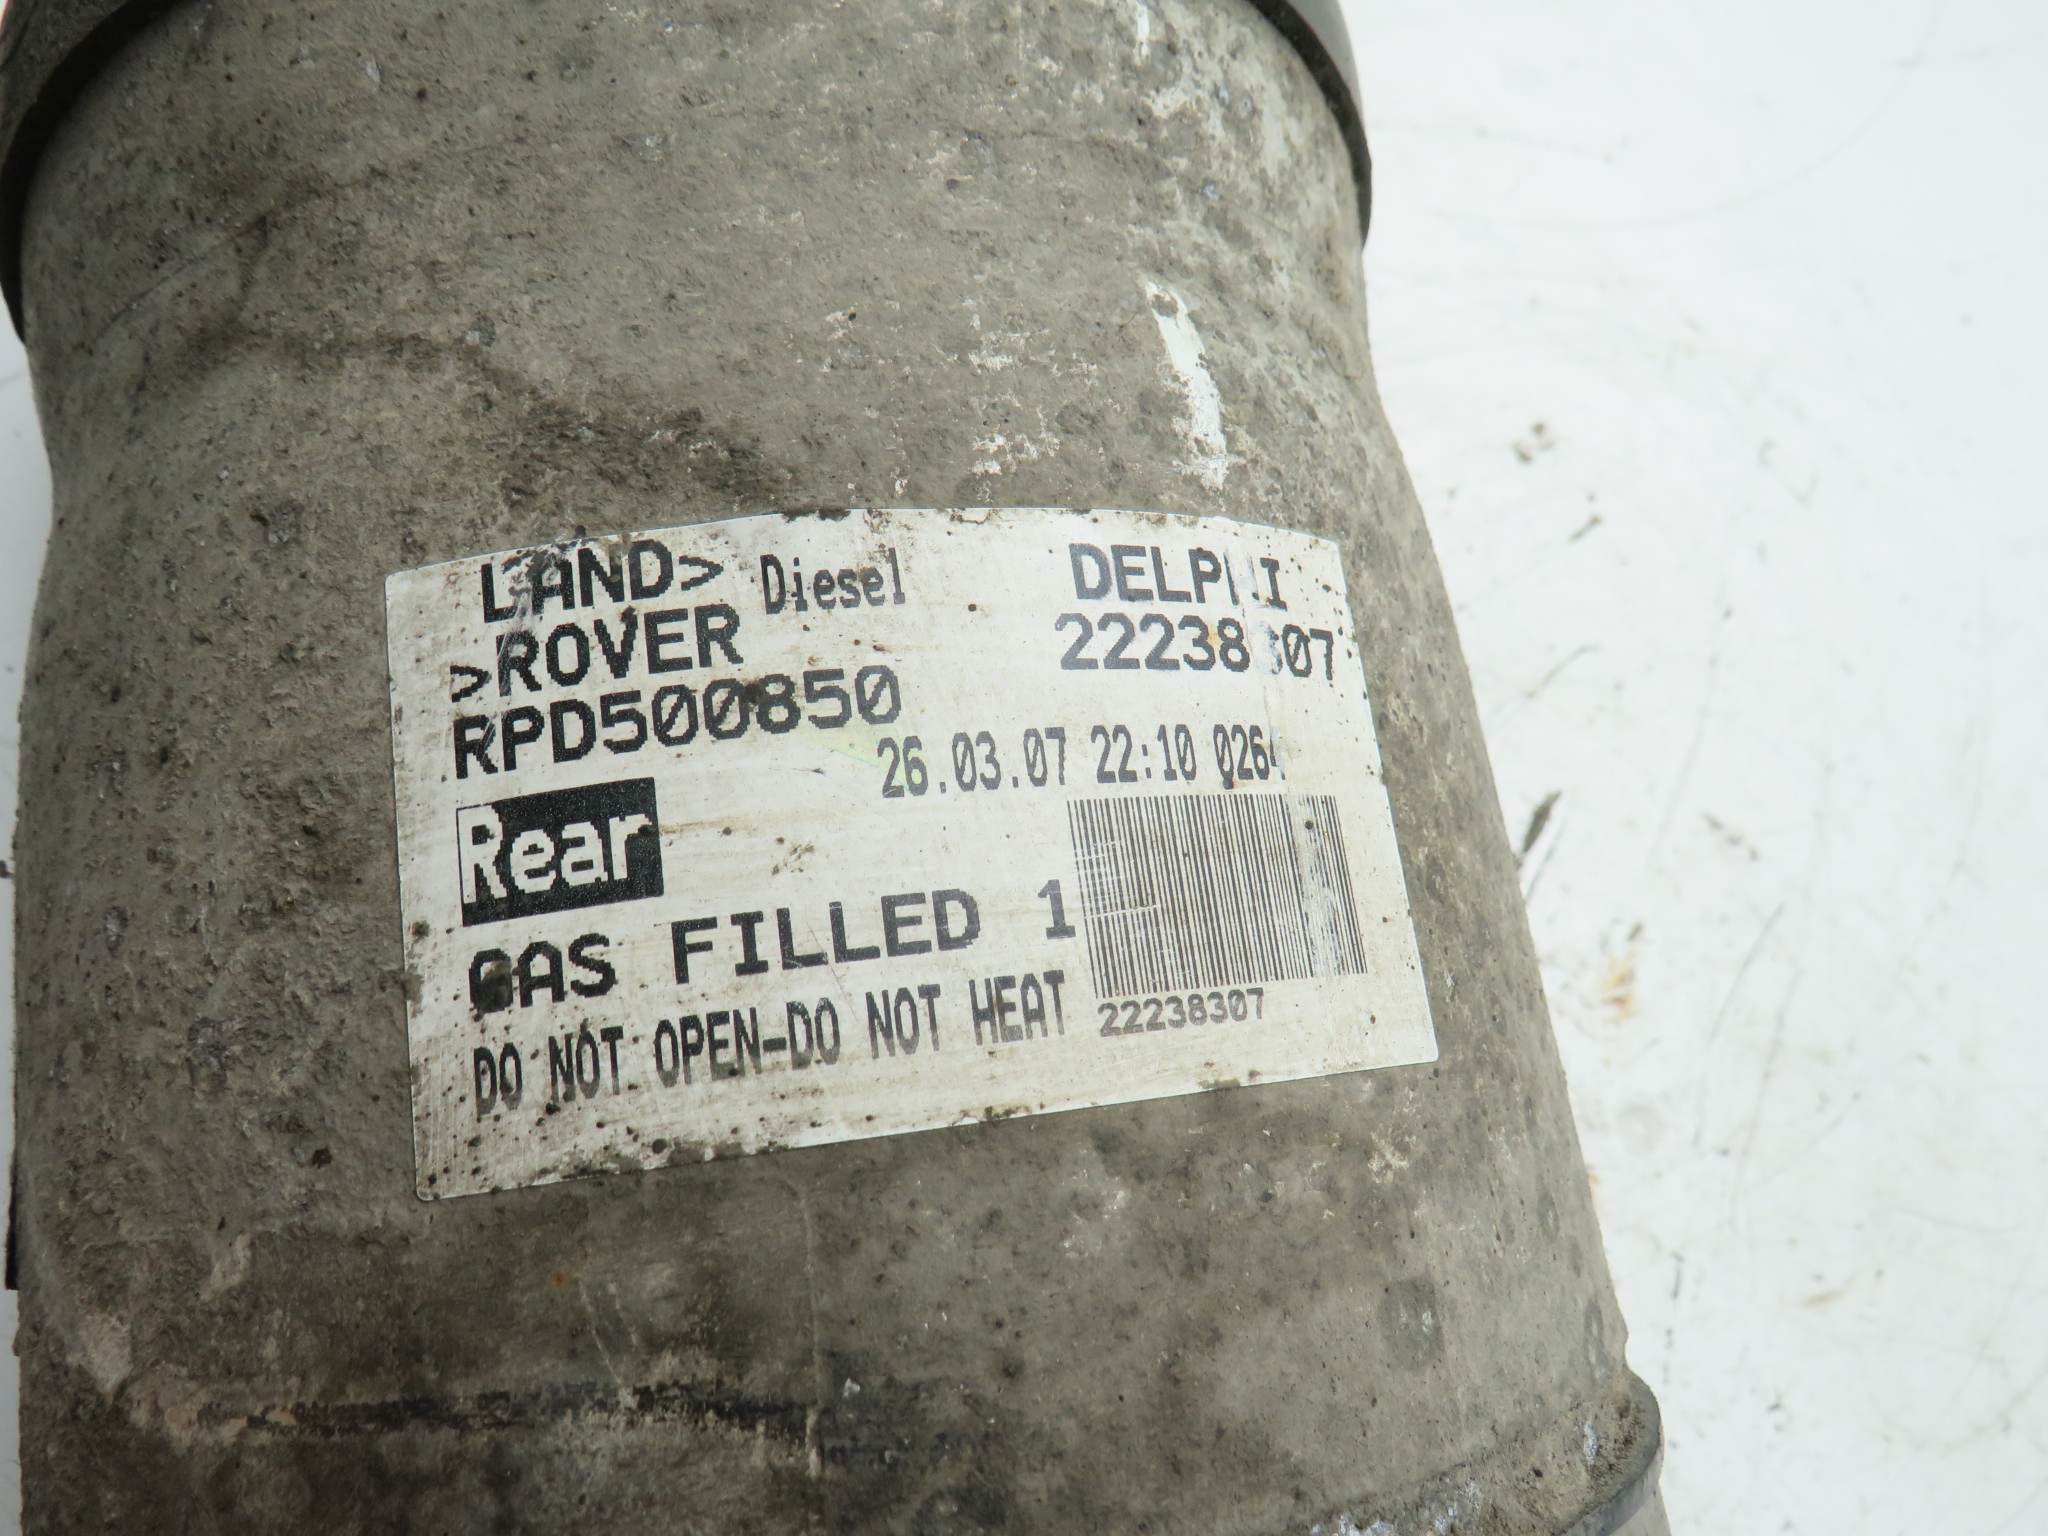 LAND> Diesel DELPHI
>ROVER 22238307
RPD500850
26.03.07 22:10 0264
Rear
GAS FILLED 1
DO NOT OPEN-DO NOT HEAT 22238307